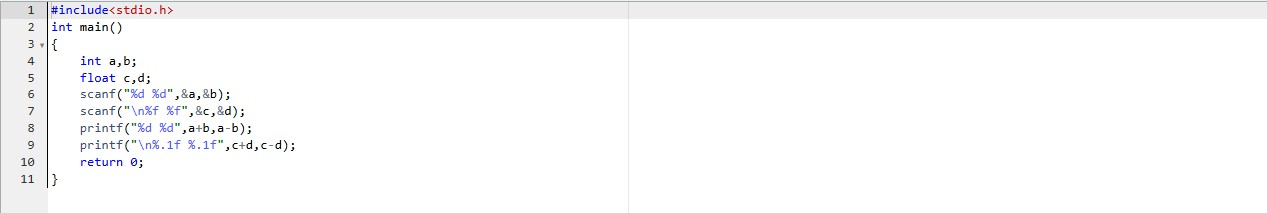 1 #include<stdio.h>
2 int main()
3 {
4     int a,b;
5     float c,d;
6     scanf("%d %d",&a,&b);
7     scanf("\n%f %f",&c,&d);
8     printf("%d %d",a+b,a-b);
9     printf("\n%.1f %.1f",c+d,c-d);
10     return 0;
11 }